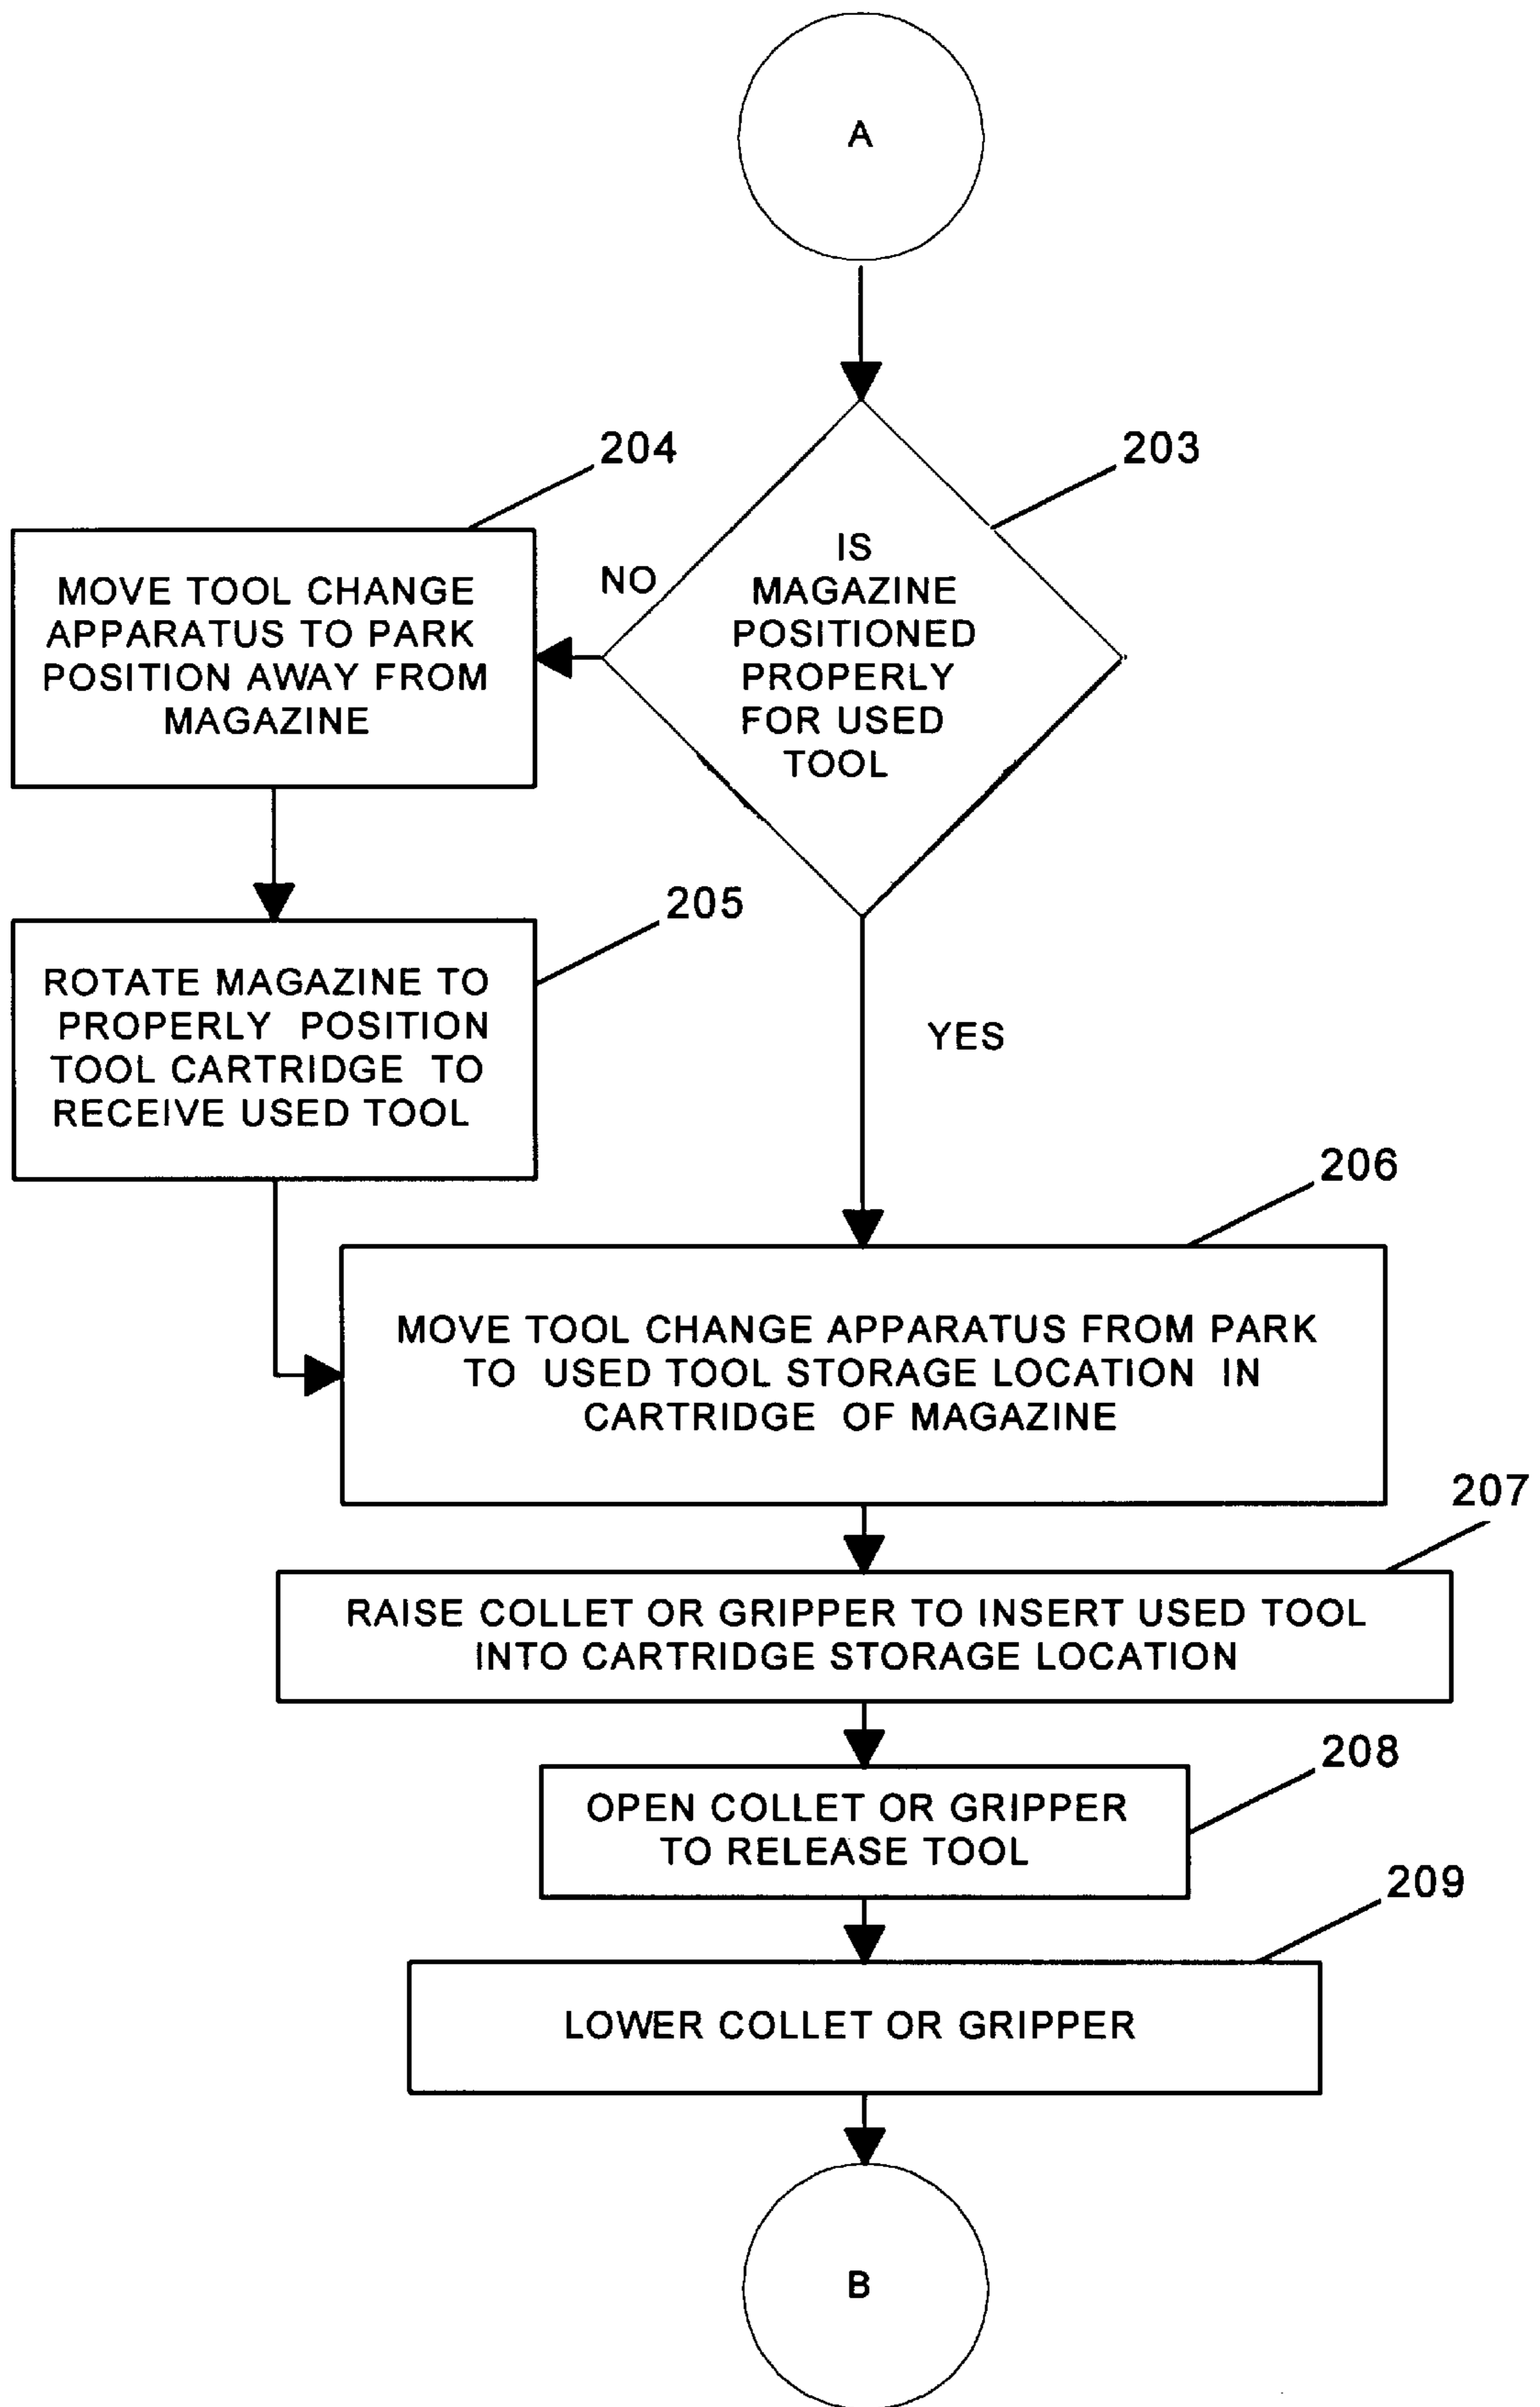 A
203
IS
MAGAZINE
POSITIONED
PROPERLY
FOR USED
TOOL
NO
204
MOVE TOOL CHANGE
APPARATUS TO PARK
POSITION AWAY FROM
MAGAZINE
205
ROTATE MAGAZINE TO
PROPERLY POSITION
TOOL CARTRIDGE TO
RECEIVE USED TOOL
YES
206
MOVE TOOL CHANGE APPARATUS FROM PARK
TO USED TOOL STORAGE LOCATION IN
CARTRIDGE OF MAGAZINE
207
RAISE COLLET OR GRIPPER TO INSERT USED TOOL
INTO CARTRIDGE STORAGE LOCATION
208
OPEN COLLET OR GRIPPER
TO RELEASE TOOL
209
LOWER COLLET OR GRIPPER
B